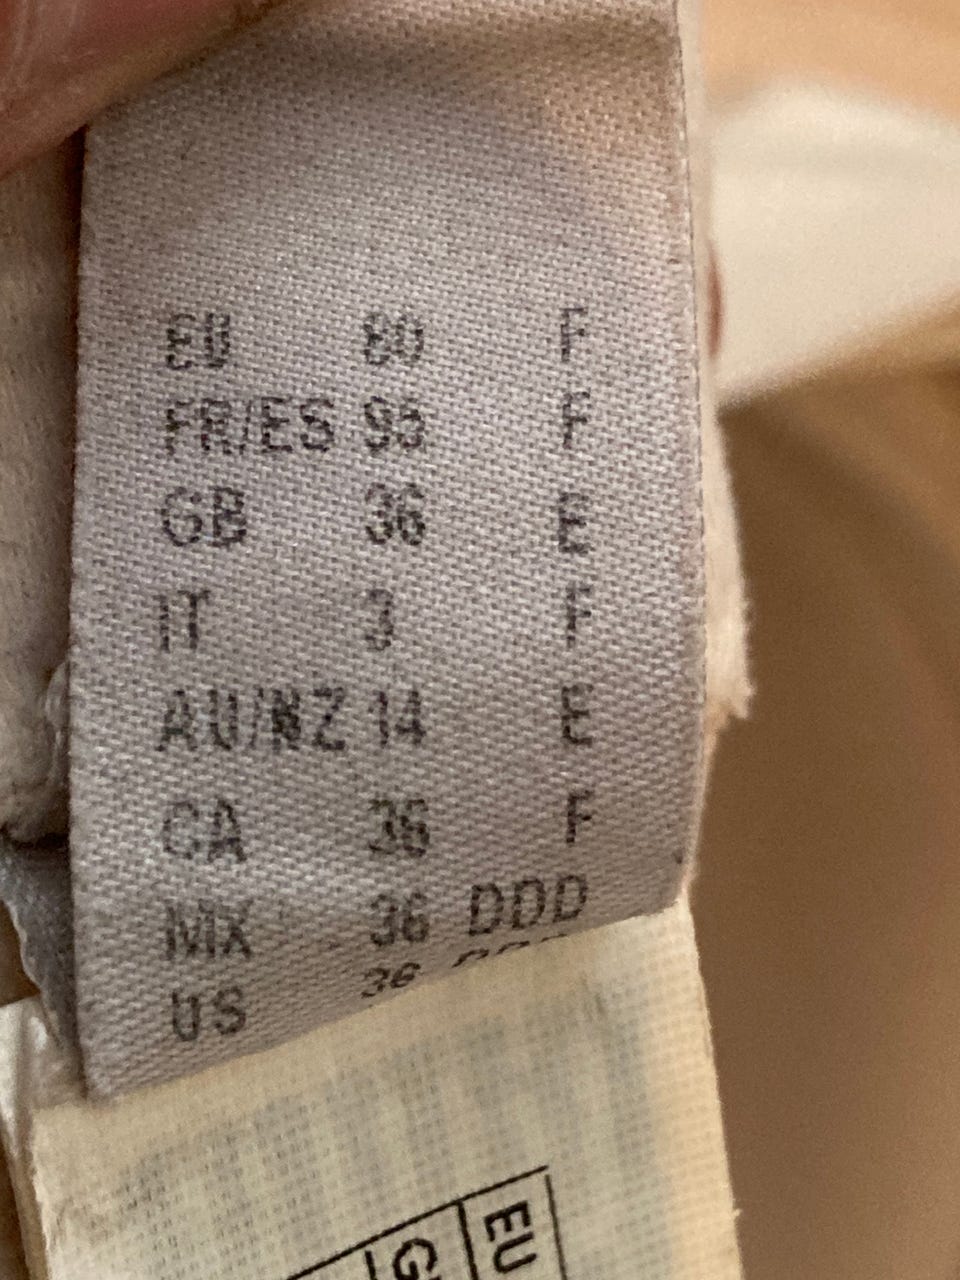 EU 80 F
FR/ES 95 F
GB 36 E
IT 3 F
AU/NZ 14 E
CA 36 F
MX 36 DDD
US 36
EU